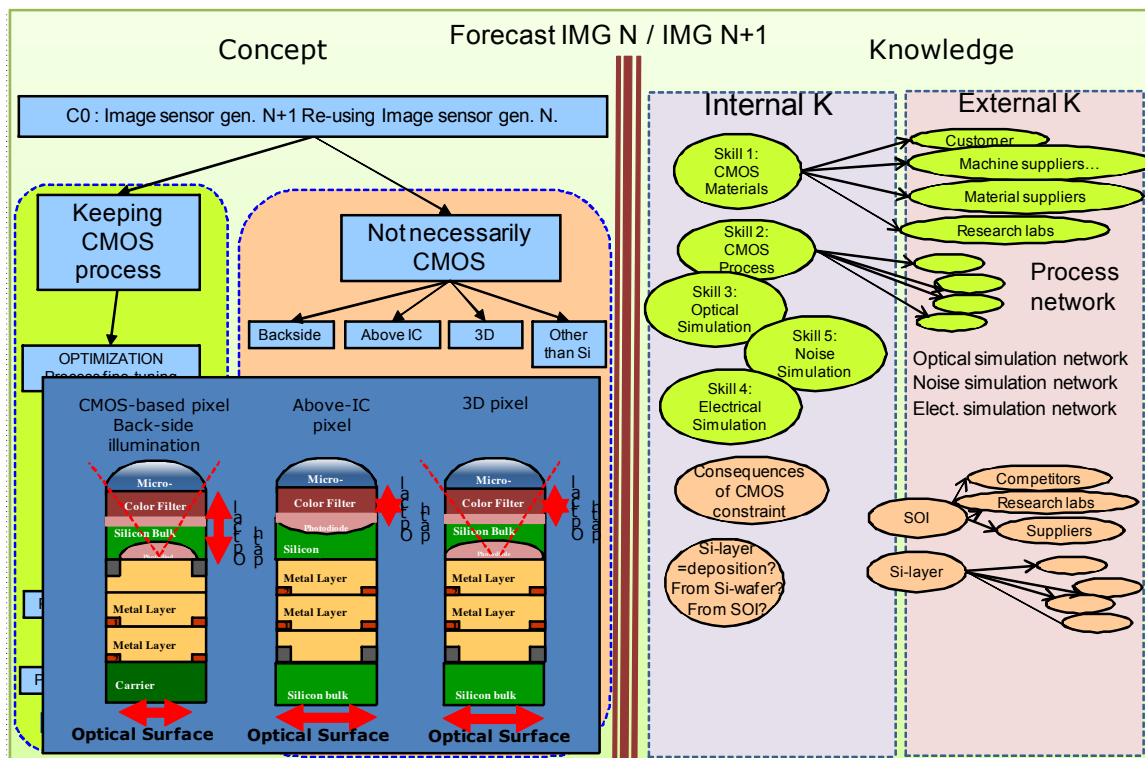 Forecast IMG N / IMG N+1
Concept
Knowledge
C0 : Image sensor gen. N+1 Re-using Image sensor gen. N.
Keeping
CMOS
process
Not necessarily
CMOS
Backside
Above IC
3D
Other
than Si
OPTIMIZATION
Process fine-tuning
CMOS-based pixel
Back-side
illumination
Above-IC
pixel
3D pixel
Micro-
Color Filter
Silicon Bulk
Metal Layer
Metal Layer
Carrier
Optical Surface
Micro-
Color Filter
Photodiode
Silicon
Metal Layer
Metal Layer
Silicon bulk
Optical Surface
Micro-
Color Filter
Silicon Bulk
Metal Layer
Metal Layer
Silicon bulk
Optical Surface
Internal K
Skill 1:
CMOS
Materials
Skill 2:
CMOS
Process
Skill 3:
Optical
Simulation
Skill 5:
Noise
Simulation
Skill 4:
Electrical
Simulation
Consequences
of CMOS
constraint
Si-layer
=deposition?
From Si-wafer?
From SOI?
External K
Customer
Machine suppliers…
Material suppliers
Research labs
Process
network
Optical simulation network
Noise simulation network
Elect. simulation network
SOI
Competitors
Research labs
Suppliers
Si-layer